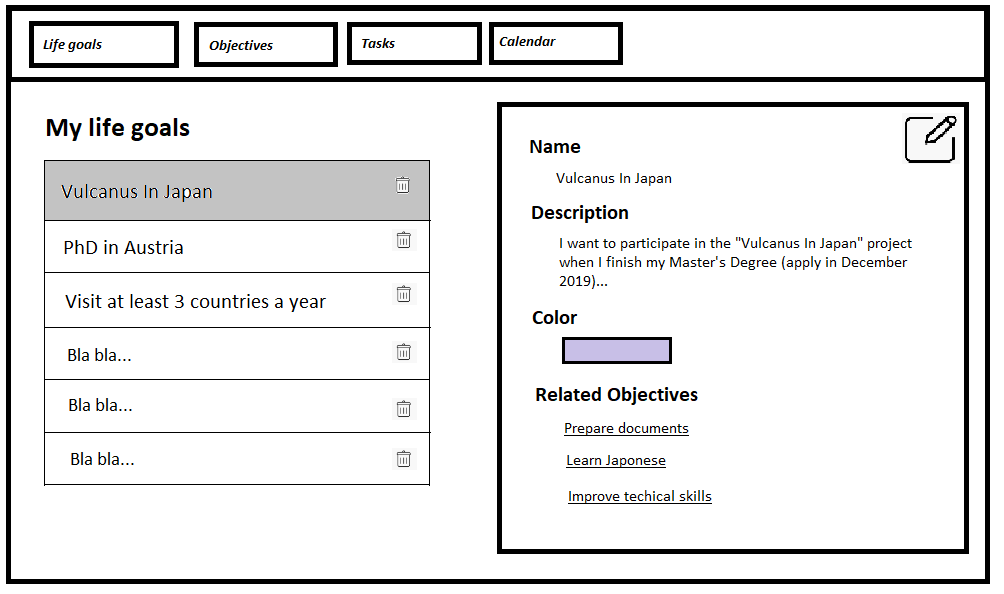 Life goals
Objectives
Tasks
Calendar
My life goals
Vulcanus In Japan
PhD in Austria
Visit at least 3 countries a year
Bla bla...
Bla bla...
Bla bla...
Name
Vulcanus In Japan
Description
I want to participate in the "Vulcanus In Japan" project
when I finish my Master's Degree (apply in December
2019)...
Color
Related Objectives
Prepare documents
Learn Japonese
Improve techical skills